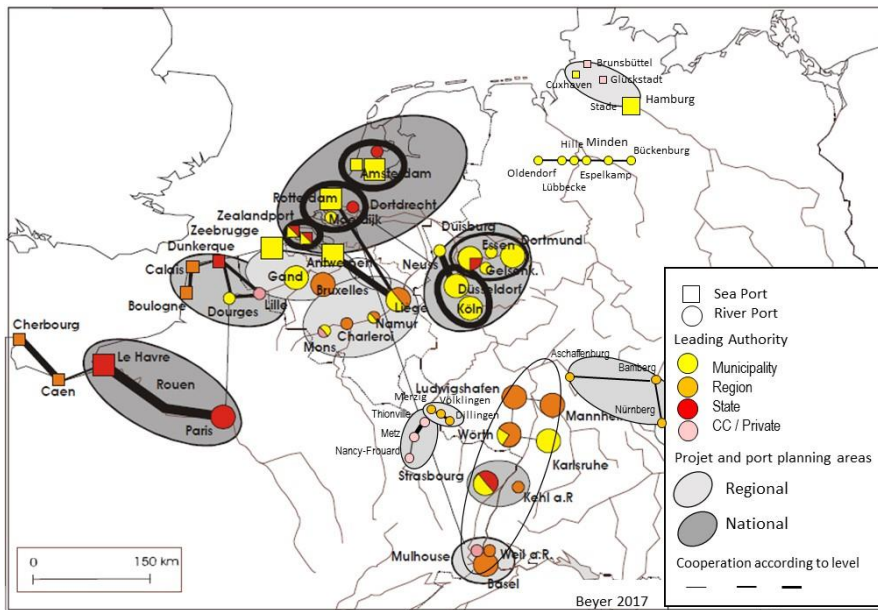 Brunsbüttel
Cuxhaven
Glückstadt
Stade
Hamburg
Hille
Minden
Bückenburg
Oldendorf
Lübbecke
Espelkamp
Amsterdam
Rotterdam
Dortdrecht
Zealandport
Moerdijk
Zeebrugge
Dunkerque
Duisburg
Essen
Dortmund
Antwerpen
Neuss
Gelsenk.
Calais
Gand
Düsseldorf
Boulogne
Bruxelles
Köln
Lille
Liege
Dourges
Namur
Charleroi
Mons
Cherbourg
Le Havre
Caen
Rouen
Paris
Aschaffenburg
Bamberg
Nürnberg
Ludwigshafen
Merzig
Völklingen
Thionville
Dillingen
Mannhe
Metz
Wörth
Nancy-Frouard
Karlsruhe
Strasbourg
Kehl a.R
Mulhouse
Weil a.R.
Basel
0 150 km
Beyer 2017
Sea Port
River Port
Leading Authority
Municipality
Region
State
CC / Private
Projet and port planning areas
Regional
National
Cooperation according to level